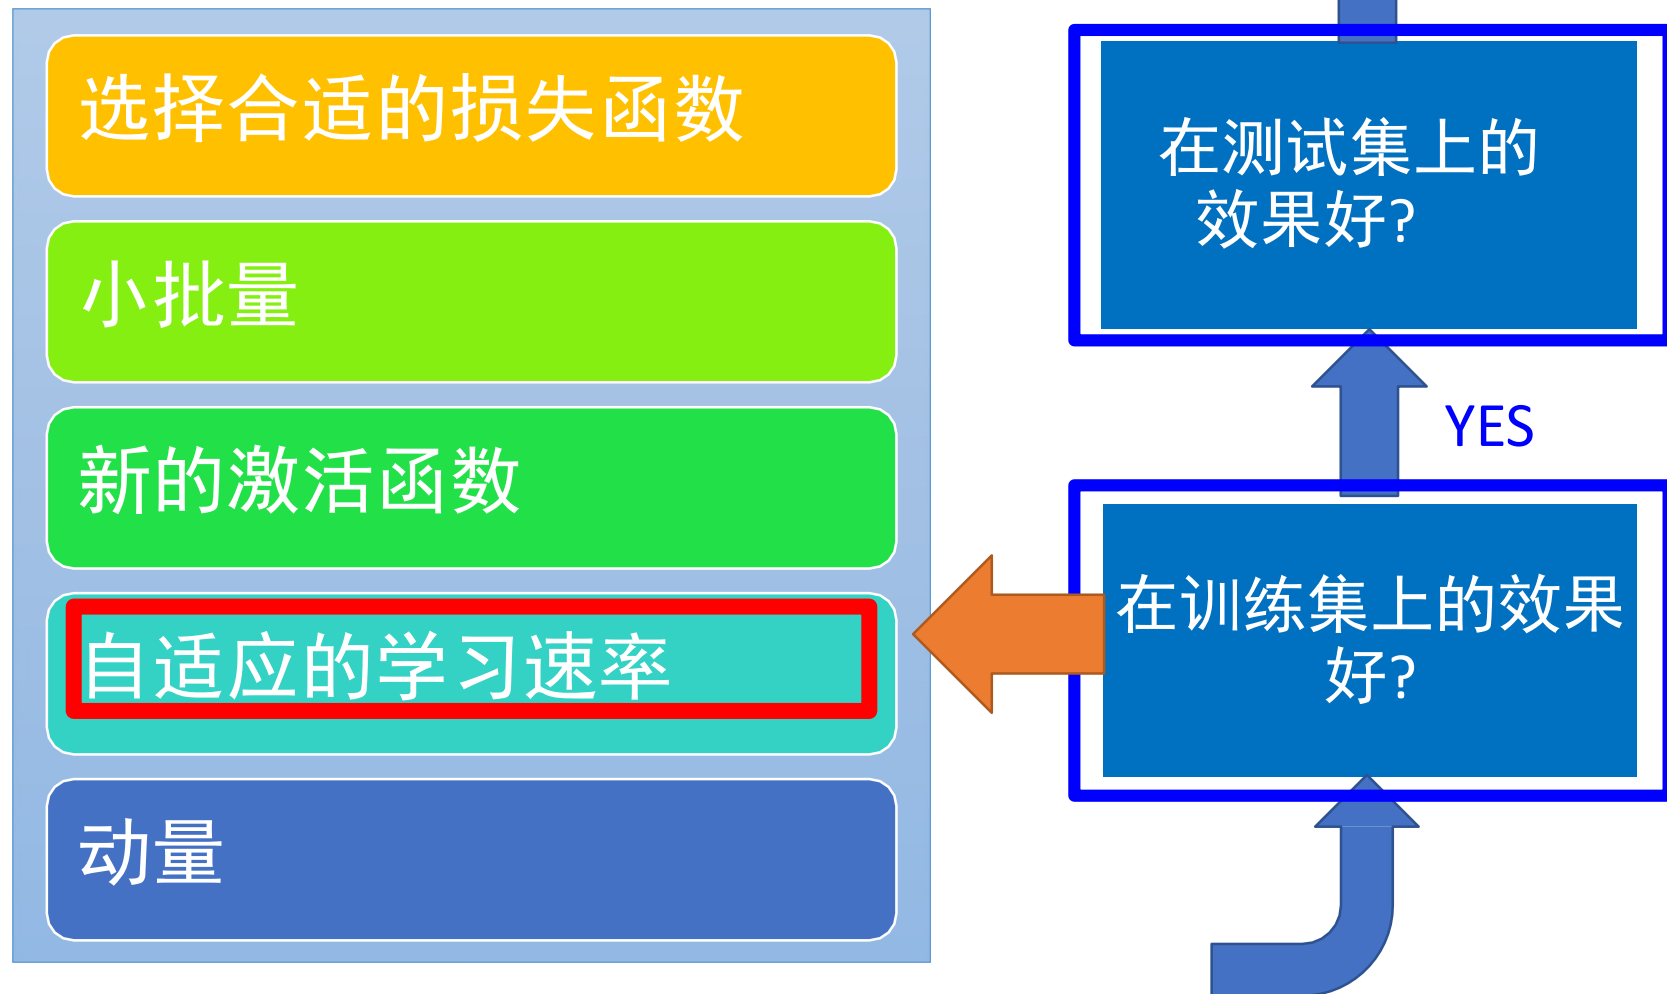 选择合适的损失函数
小批量
新的激活函数
自适应的学习速率
动量
在测试集上的
效果好?
YES
在训练集上的效果
好?